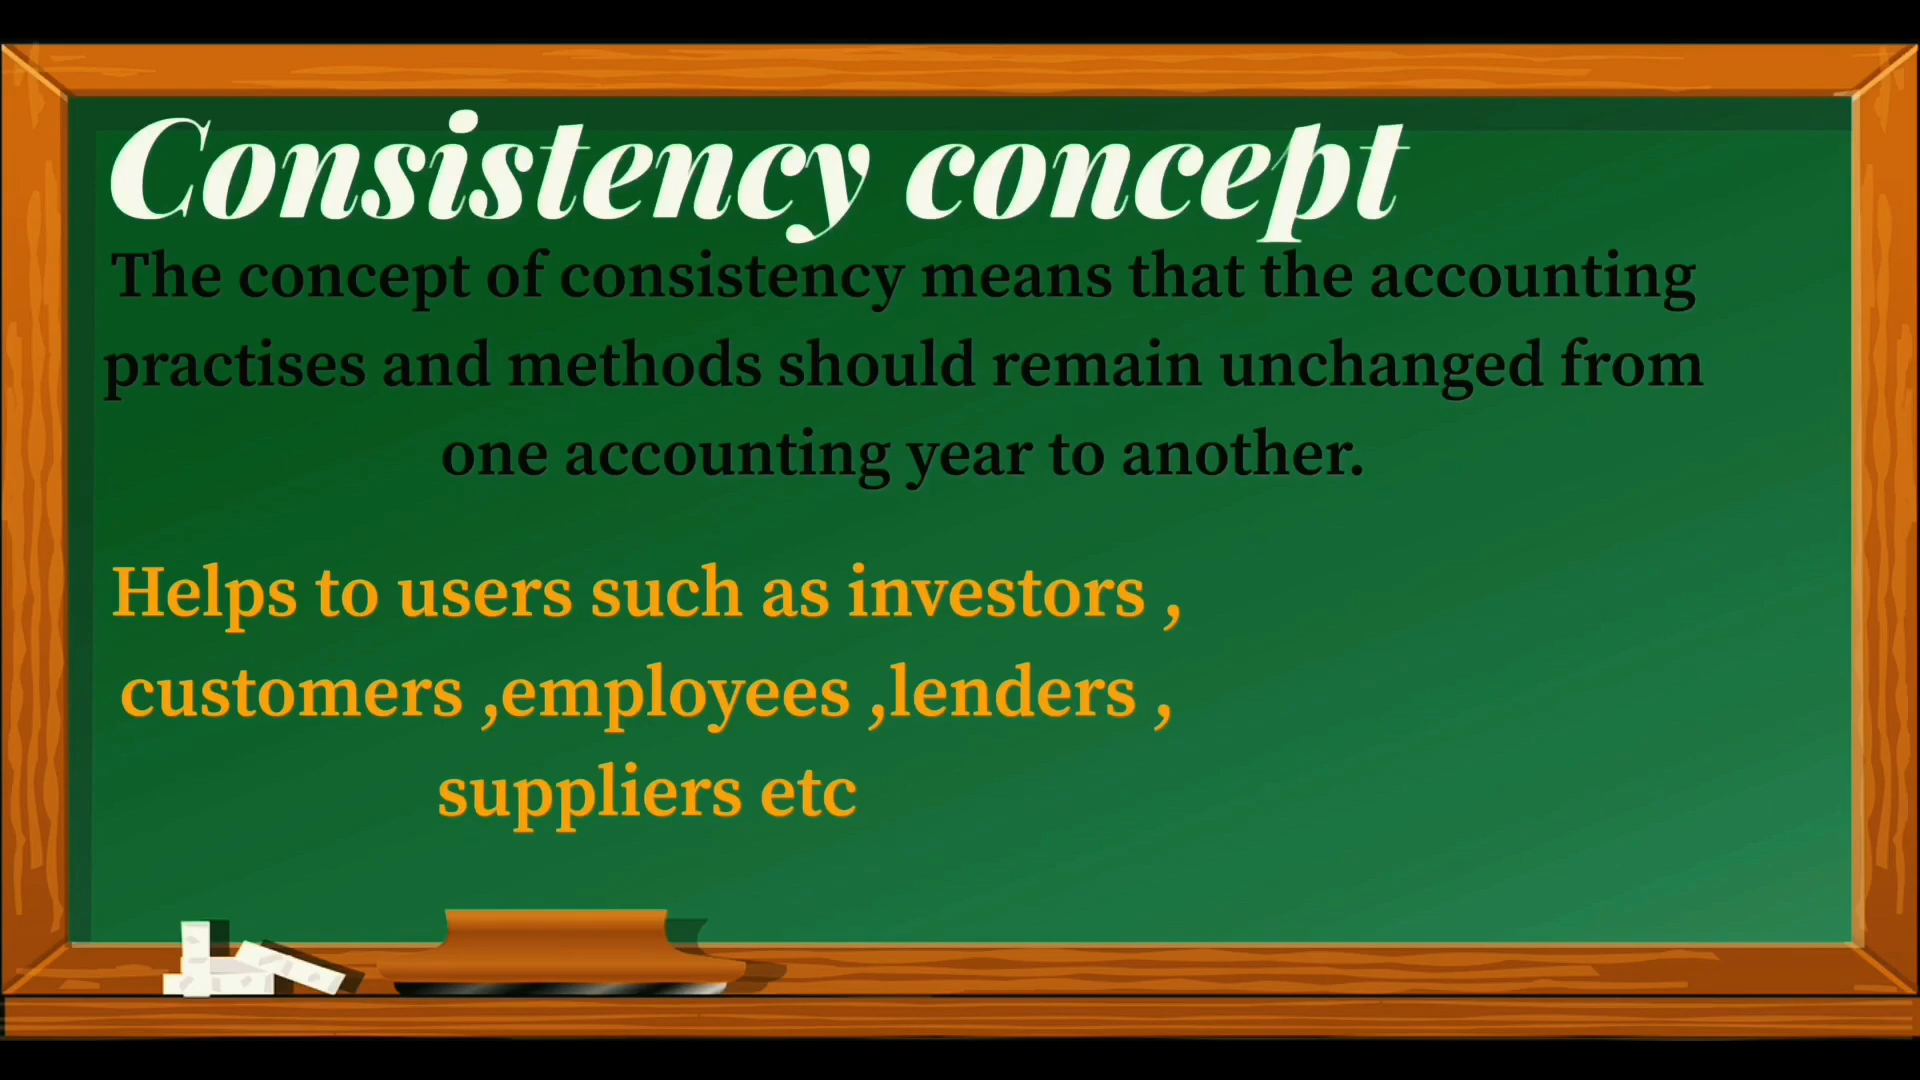 Consistency concept
The concept of consistency means that the accounting
practises and methods should remain unchanged from
one accounting year to another.
Helps to users such as investors ,
customers ,employees ,lenders ,
suppliers etc